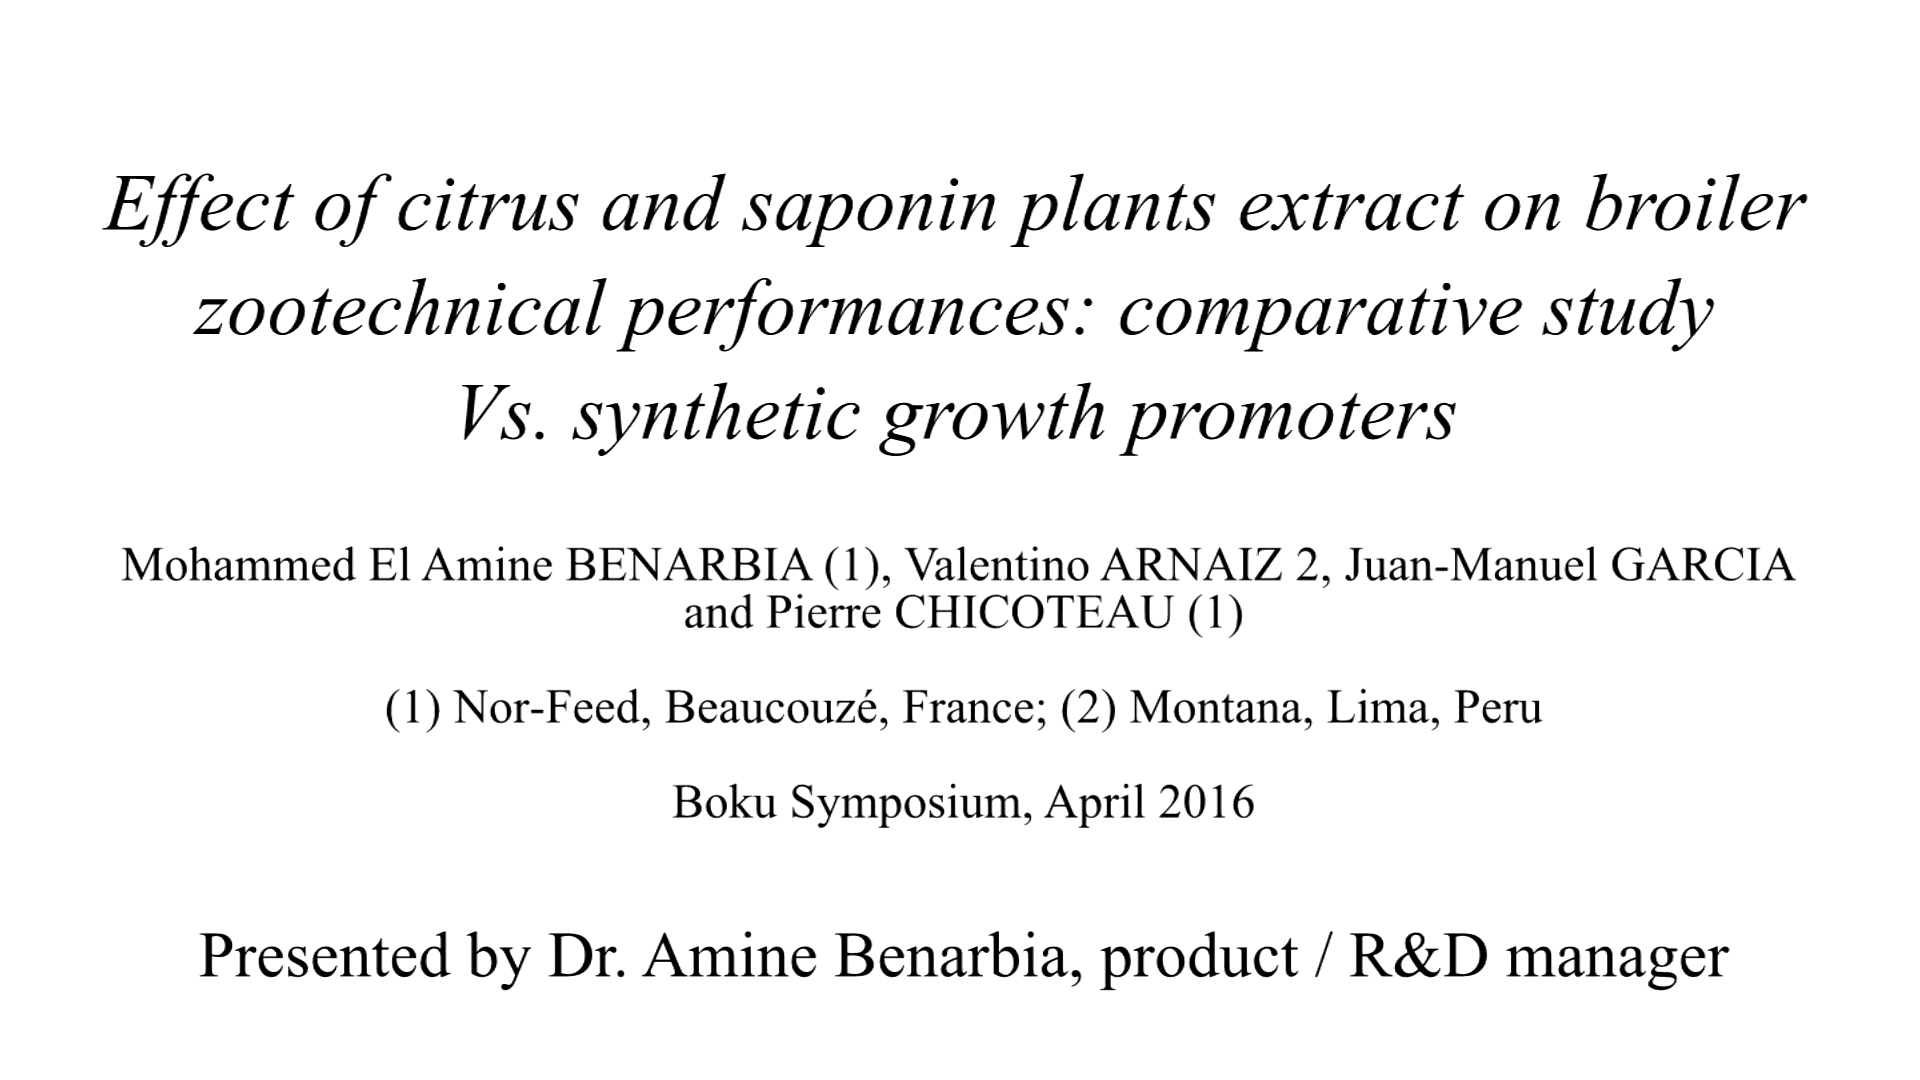 Effect of citrus and saponin plants extract on broiler
zootechnical performances: comparative study
Vs. synthetic growth promoters
Mohammed El Amine BENARBIA (1), Valentino ARNAIZ 2, Juan-Manuel GARCIA
and Pierre CHICOTEAU (1)
(1) Nor-Feed, Beaucouzé, France; (2) Montana, Lima, Peru
Boku Symposium, April 2016
Presented by Dr. Amine Benarbia, product / R&D manager